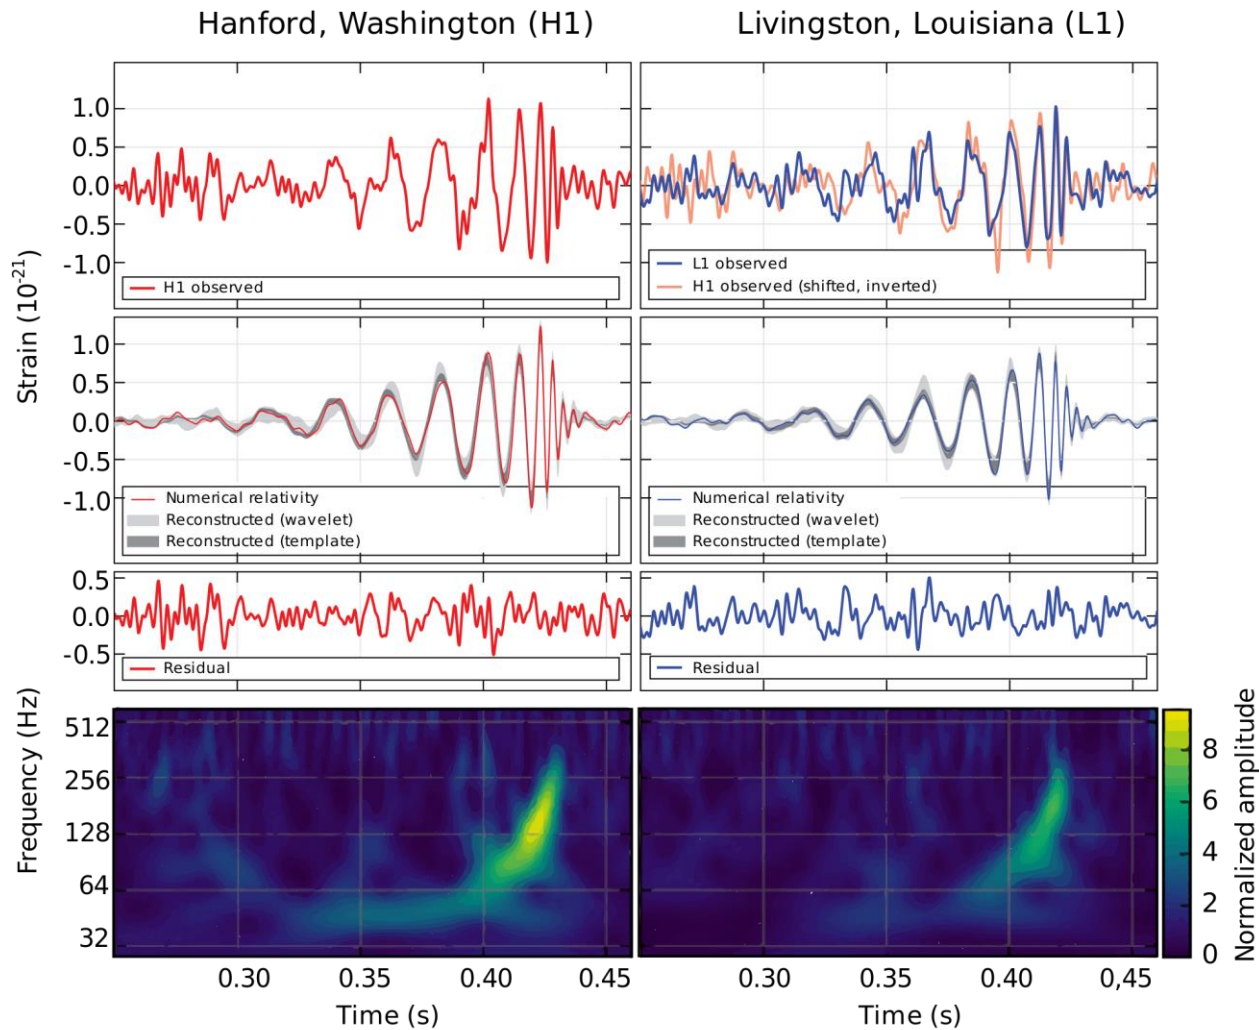 Hanford, Washington (H1)
Livingston, Louisiana (L1)
Strain (10⁻²¹)
1.0
0.5
0.0
-0.5
-1.0
H1 observed
L1 observed
H1 observed (shifted, inverted)
1.0
0.5
0.0
-0.5
-1.0
Numerical relativity
Reconstructed (wavelet)
Reconstructed (template)
Numerical relativity
Reconstructed (wavelet)
Reconstructed (template)
0.5
0.0
-0.5
Residual
Residual
Frequency (Hz)
512
256
128
64
32
0.30
0.40
0.45
Time (s)
0.30
0.40
0,45
Time (s)
8
6
4
2
0
Normalized amplitude